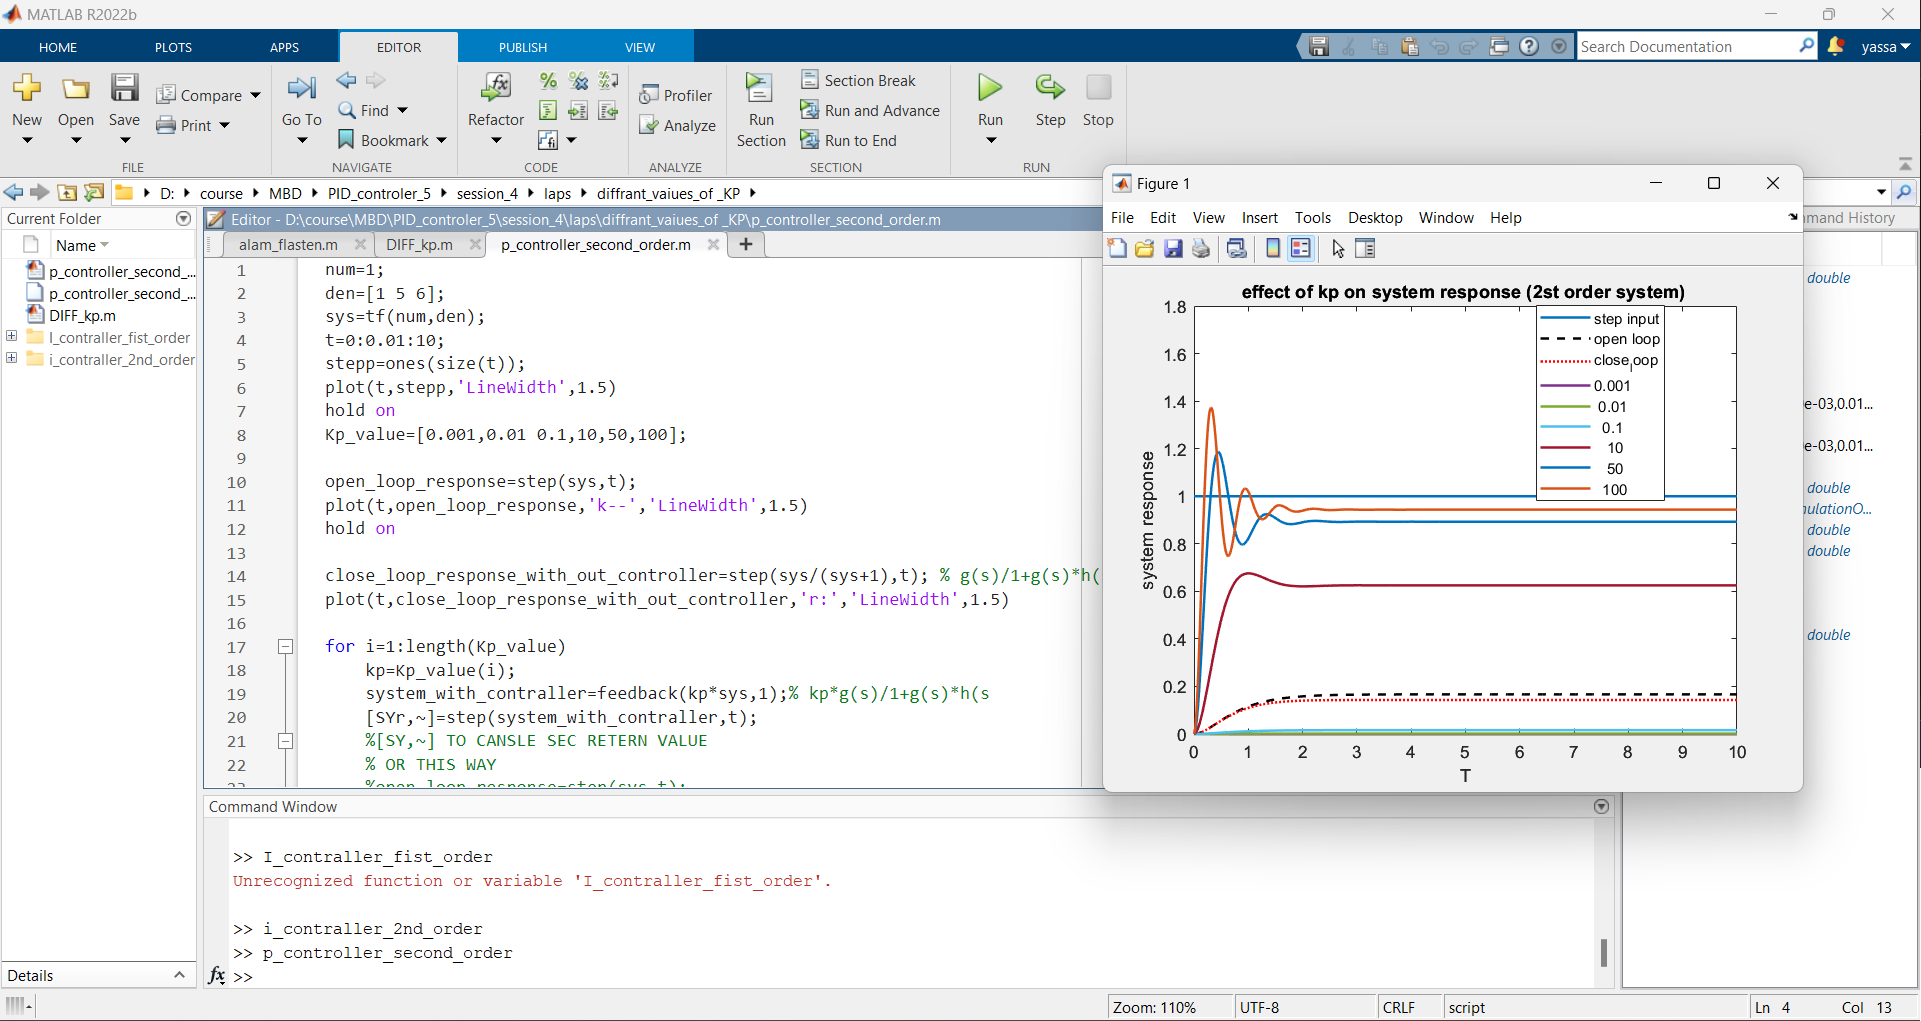 MATLAB R2022b
HOME PLOTS APPS EDITOR PUBLISH VIEW
Search Documentation
yassa
New
Open
Save
Compare
Print
FILE
Go To
Find
Bookmark
NAVIGATE
Refactor
CODE
Profiler
Analyze
ANALYZE
Run
Section
Section Break
Run and Advance
Run to End
SECTION
Run
Step
Stop
RUN
D: course MBD PID_controler_5 session_4 laps diffrant_vaiues_of_KP
Current Folder
Name
p_controller_second_...
p_controller_second_...
DIFF_kp.m
I_contraller_fist_order
i_contraller_2nd_order
Details
Editor - D:\course\MBD\PID_controler_5\session_4\laps\diffrant_vaiues_of_KP\p_controller_second_order.m
alam_flasten.m DIFF_kp.m p_controller_second_order.m
1 num=1;
2 den=[1 5 6];
3 sys=tf(num,den);
4 t=0:0.01:10;
5 stepp=ones(size(t));
6 plot(t,stepp,'LineWidth',1.5)
7 hold on
8 Kp_value=[0.001,0.01 0.1,10,50,100];
9
10 open_loop_response=step(sys,t);
11 plot(t,open_loop_response,'k--','LineWidth',1.5)
12 hold on
13
14 close_loop_response_with_out_controller=step(sys/(sys+1),t); % g(s)/1+g(s)*h(
15 plot(t,close_loop_response_with_out_controller,'r:','LineWidth',1.5)
16
17 for i=1:length(Kp_value)
18 kp=Kp_value(i);
19 system_with_contraller=feedback(kp*sys,1);% kp*g(s)/1+g(s)*h(s
20 [SYr,~]=step(system_with_contraller,t);
21 %[SY,~] TO CANSLE SEC RETERN VALUE
22 % OR THIS WAY
23 %open_loop_response=step(sys,t);
Command Window
>> I_contraller_fist_order
Unrecognized function or variable 'I_contraller_fist_order'.
>> i_contraller_2nd_order
>> p_controller_second_order
fx >>
Figure 1
File Edit View Insert Tools Desktop Window Help
effect of kp on system response (2st order system)
step input
open loop
close_loop
0.001
0.01
0.1
10
50
100
system response
1.8
1.6
1.4
1.2
1
0.8
0.6
0.4
0.2
0
0 1 2 3 4 5 6 7 8 9 10
T
mand History
double
e-03,0.01...
e-03,0.01...
double
nulationO...
double
double
double
Zoom: 110% UTF-8 CRLF script Ln 4 Col 13